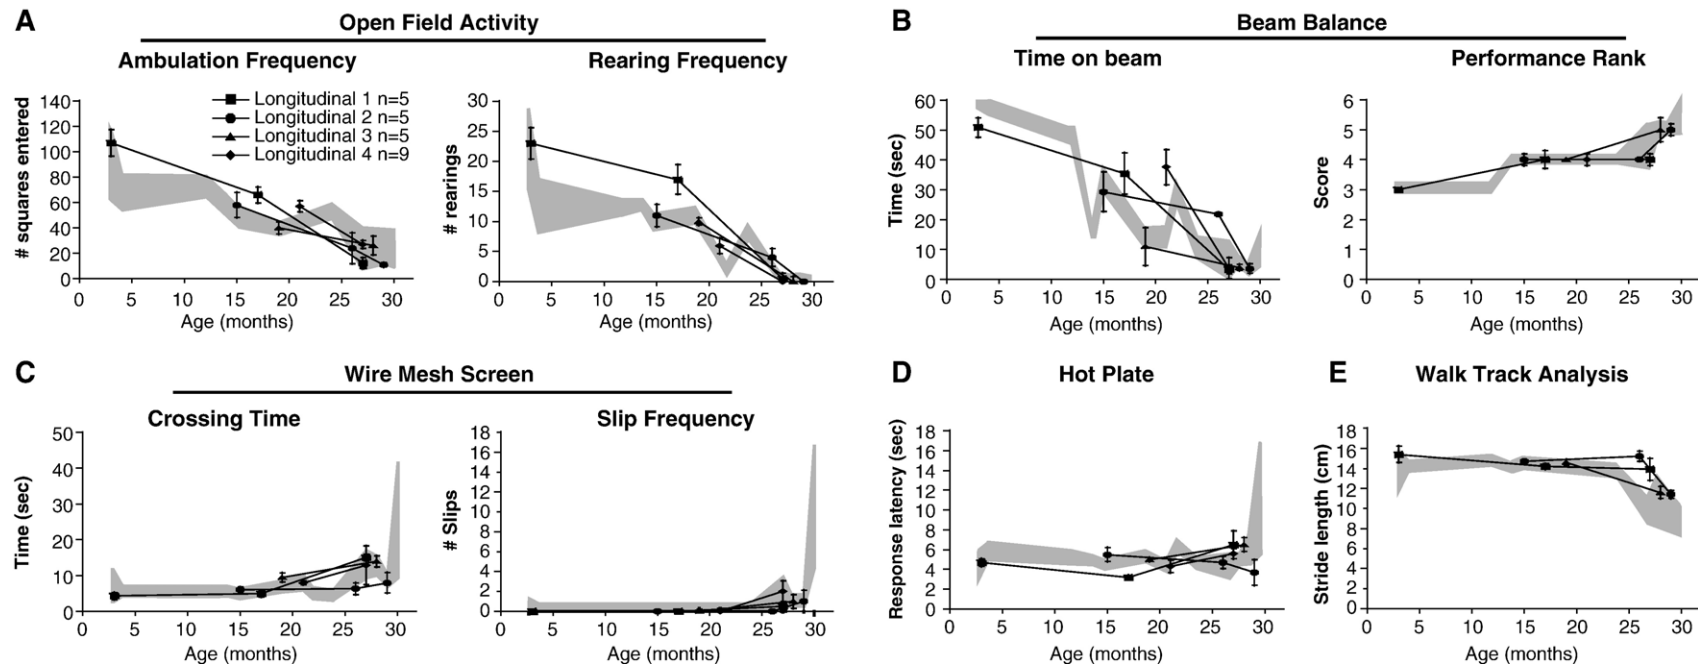 A
Open Field Activity
Ambulation Frequency
# squares entered
140
120
100
80
60
40
20
0
Longitudinal 1 n=5
Longitudinal 2 n=5
Longitudinal 3 n=5
Longitudinal 4 n=9
0 5 10 15 20 25 30
Age (months)
Rearing Frequency
# rearings
30
25
20
15
10
5
0
0 5 10 15 20 25 30
Age (months)
B
Beam Balance
Time on beam
Time (sec)
60
50
40
30
20
10
0
0 5 10 15 20 25 30
Age (months)
Performance Rank
Score
6
5
4
3
2
1
0
0 5 10 15 20 25 30
Age (months)
C
Wire Mesh Screen
Crossing Time
Time (sec)
50
40
30
20
10
0
0 5 10 15 20 25 30
Age (months)
Slip Frequency
# Slips
18
16
14
12
10
8
6
4
2
0
0 5 10 15 20 25 30
Age (months)
D
Hot Plate
Response latency (sec)
18
16
14
12
10
8
6
4
2
0
0 5 10 15 20 25 30
Age (months)
E
Walk Track Analysis
Stride length (cm)
18
16
14
12
10
8
6
4
2
0
0 5 10 15 20 25 30
Age (months)